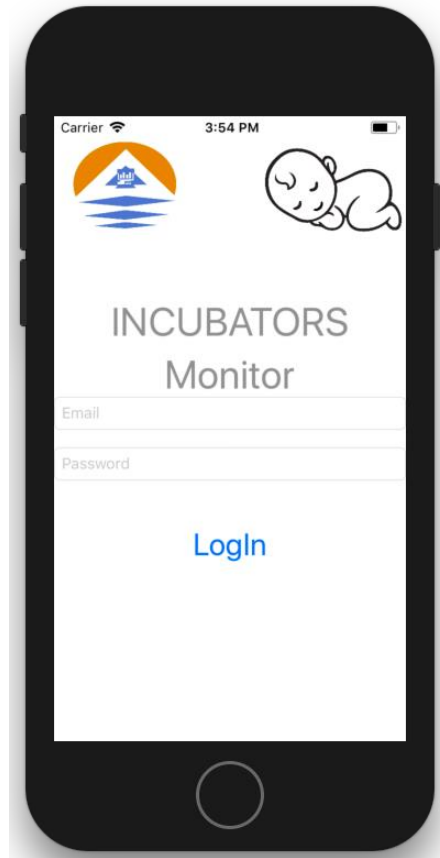 Carrier 3:54 PM
INCUBATORS
Monitor
Email
Password
LogIn